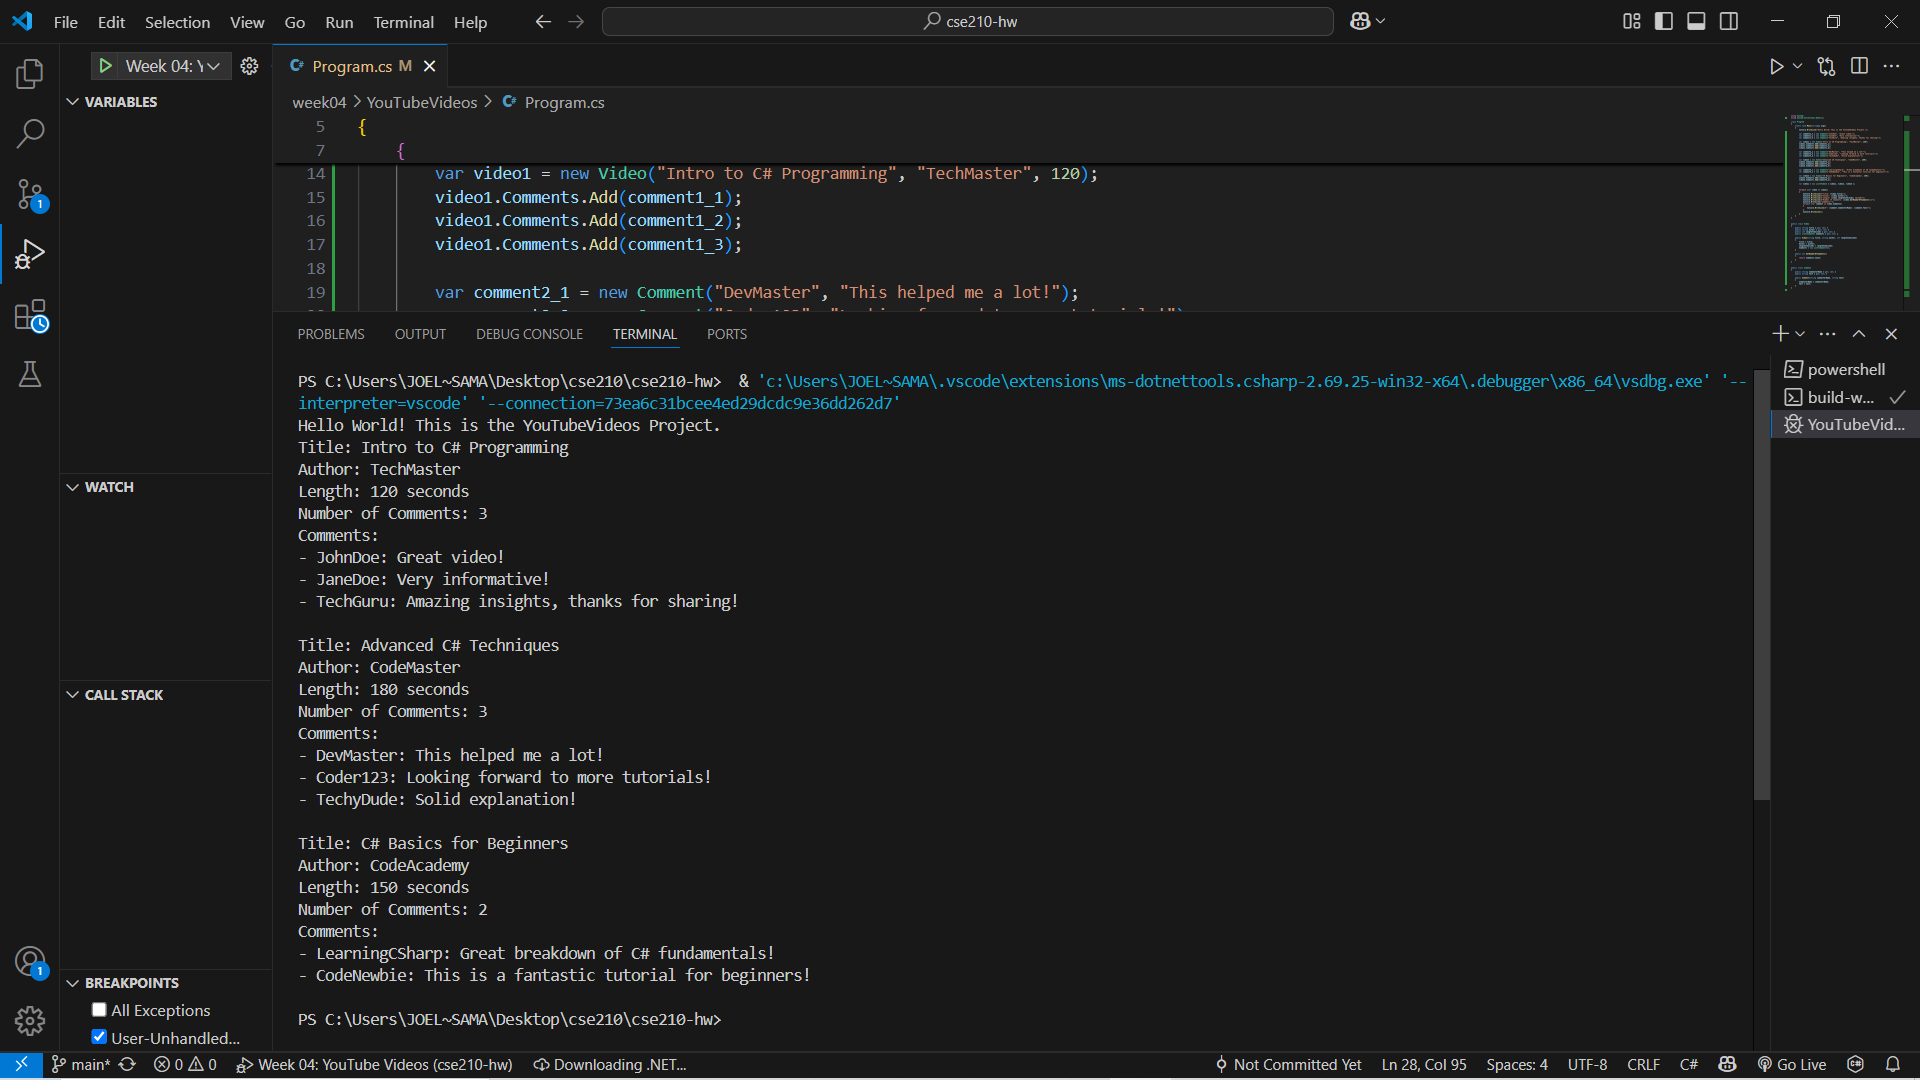 File Edit Selection View Go Run Terminal Help
cse210-hw
Week 04: Y
Program.cs M
VARIABLES
week04 > YouTubeVideos > Program.cs
5 {
7 {
14 var video1 = new Video("Intro to C# Programming", "TechMaster", 120);
15 video1.Comments.Add(comment1_1);
16 video1.Comments.Add(comment1_2);
17 video1.Comments.Add(comment1_3);
18
19 var comment2_1 = new Comment("DevMaster", "This helped me a lot!");
PROBLEMS OUTPUT DEBUG CONSOLE TERMINAL PORTS
PS C:\Users\JOEL~SAMA\Desktop\cse210\cse210-hw> & 'c:\Users\JOEL~SAMA\.vscode\extensions\ms-dotnettools.csharp-2.69.25-win32-x64\.debugger\x86_64\vsdbg.exe' '--
interpreter=vscode' '--connection=73ea6c31bcee4ed29dcdc9e36dd262d7'
Hello World! This is the YouTubeVideos Project.
Title: Intro to C# Programming
Author: TechMaster
Length: 120 seconds
Number of Comments: 3
Comments:
- JohnDoe: Great video!
- JaneDoe: Very informative!
- TechGuru: Amazing insights, thanks for sharing!
Title: Advanced C# Techniques
Author: CodeMaster
Length: 180 seconds
Number of Comments: 3
Comments:
- DevMaster: This helped me a lot!
- Coder123: Looking forward to more tutorials!
- TechyDude: Solid explanation!
Title: C# Basics for Beginners
Author: CodeAcademy
Length: 150 seconds
Number of Comments: 2
Comments:
- LearningCSharp: Great breakdown of C# fundamentals!
- CodeNewbie: This is a fantastic tutorial for beginners!
PS C:\Users\JOEL~SAMA\Desktop\cse210\cse210-hw>
powershell
build-w...
YouTubeVid...
WATCH
CALL STACK
BREAKPOINTS
All Exceptions
User-Unhandled...
1
1
main* 0 0 Week 04: YouTube Videos (cse210-hw) Downloading .NET... Not Committed Yet Ln 28, Col 95 Spaces: 4 UTF-8 CRLF C# Go Live